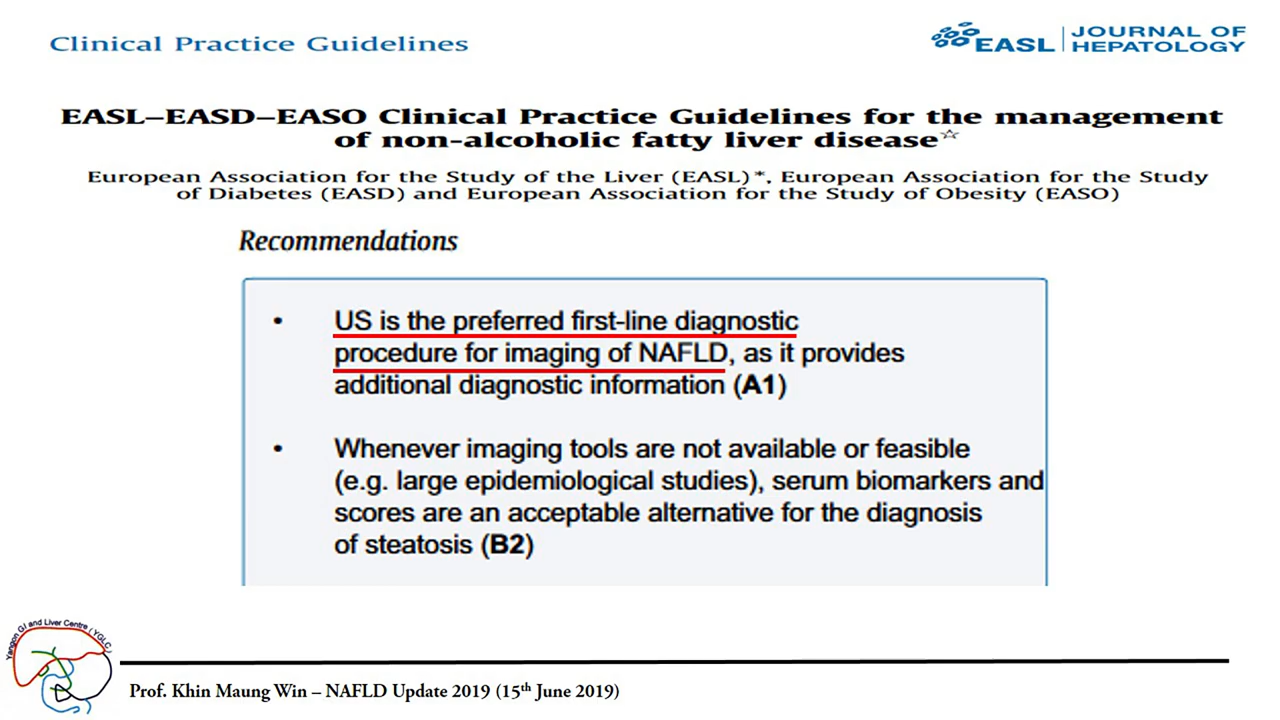 Clinical Practice Guidelines
EASL | JOURNAL OF
HEPATOLOGY
EASL–EASD–EASO Clinical Practice Guidelines for the management
of non-alcoholic fatty liver disease☆
European Association for the Study of the Liver (EASL)*, European Association for the Study
of Diabetes (EASD) and European Association for the Study of Obesity (EASO)
Recommendations
• US is the preferred first-line diagnostic
procedure for imaging of NAFLD, as it provides
additional diagnostic information (A1)
• Whenever imaging tools are not available or feasible
(e.g. large epidemiological studies), serum biomarkers and
scores are an acceptable alternative for the diagnosis
of steatosis (B2)
Yangon G.I and Liver Centre (YGLC)
Prof. Khin Maung Win – NAFLD Update 2019 (15th June 2019)